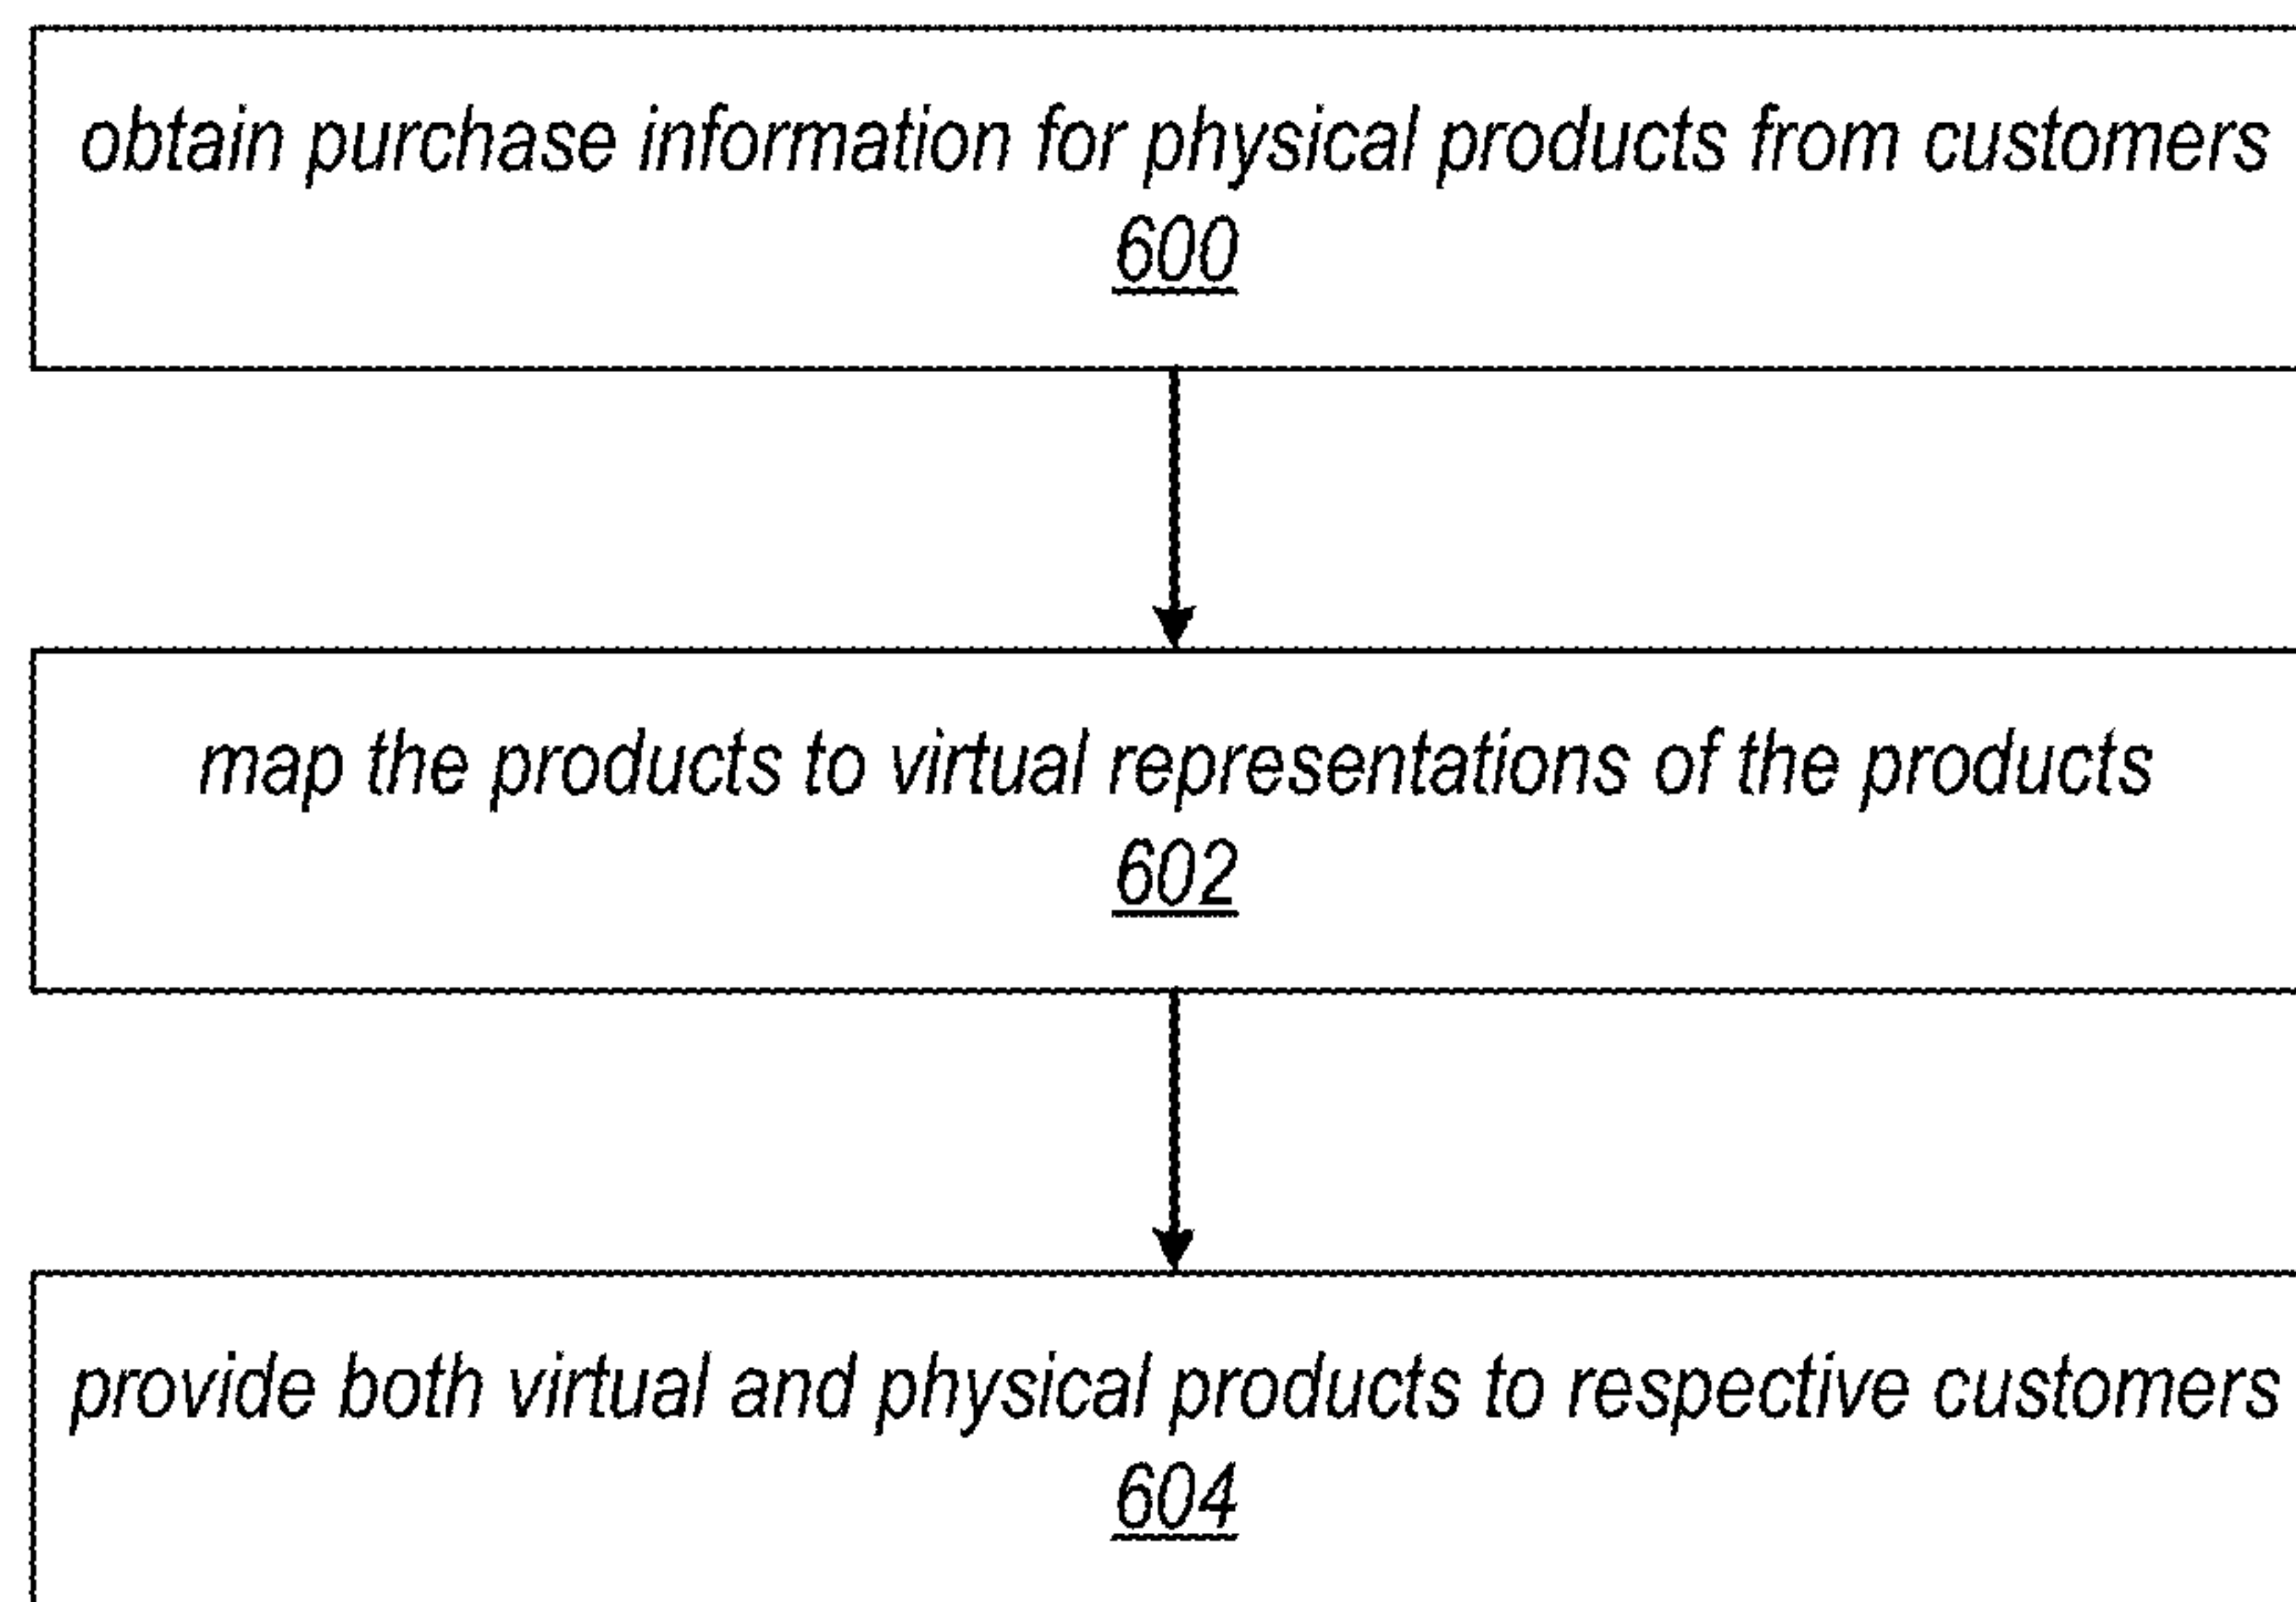 obtain purchase information for physical products from customers
600
map the products to virtual representations of the products
602
provide both virtual and physical products to respective customers
604